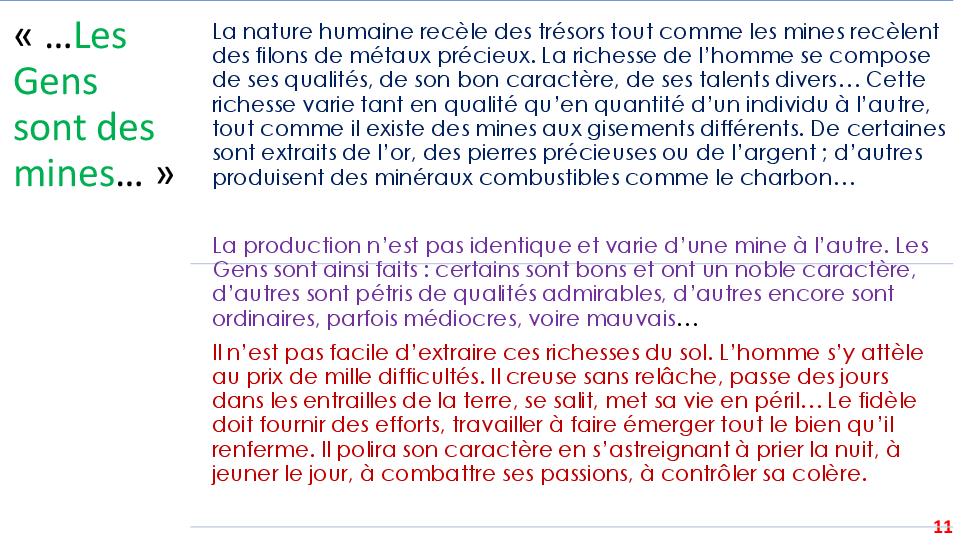 « …Les
Gens
sont des
mines… »
La nature humaine recèle des trésors tout comme les mines recèlent
des filons de métaux précieux. La richesse de l’homme se compose
de ses qualités, de son bon caractère, de ses talents divers… Cette
richesse varie tant en qualité qu’en quantité d’un individu à l’autre,
tout comme il existe des mines aux gisements différents. De certaines
sont extraits de l’or, des pierres précieuses ou de l’argent ; d’autres
produisent des minéraux combustibles comme le charbon…
La production n’est pas identique et varie d’une mine à l’autre. Les
Gens sont ainsi faits : certains sont bons et ont un noble caractère,
d’autres sont pétris de qualités admirables, d’autres encore sont
ordinaires, parfois médiocres, voire mauvais…
Il n’est pas facile d’extraire ces richesses du sol. L’homme s’y attèle
au prix de mille difficultés. Il creuse sans relâche, passe des jours
dans les entrailles de la terre, se salit, met sa vie en péril… Le fidèle
doit fournir des efforts, travailler à faire émerger tout le bien qu’il
renferme. Il polira son caractère en s’astreignant à prier la nuit, à
jeuner le jour, à combattre ses passions, à contrôler sa colère.
11